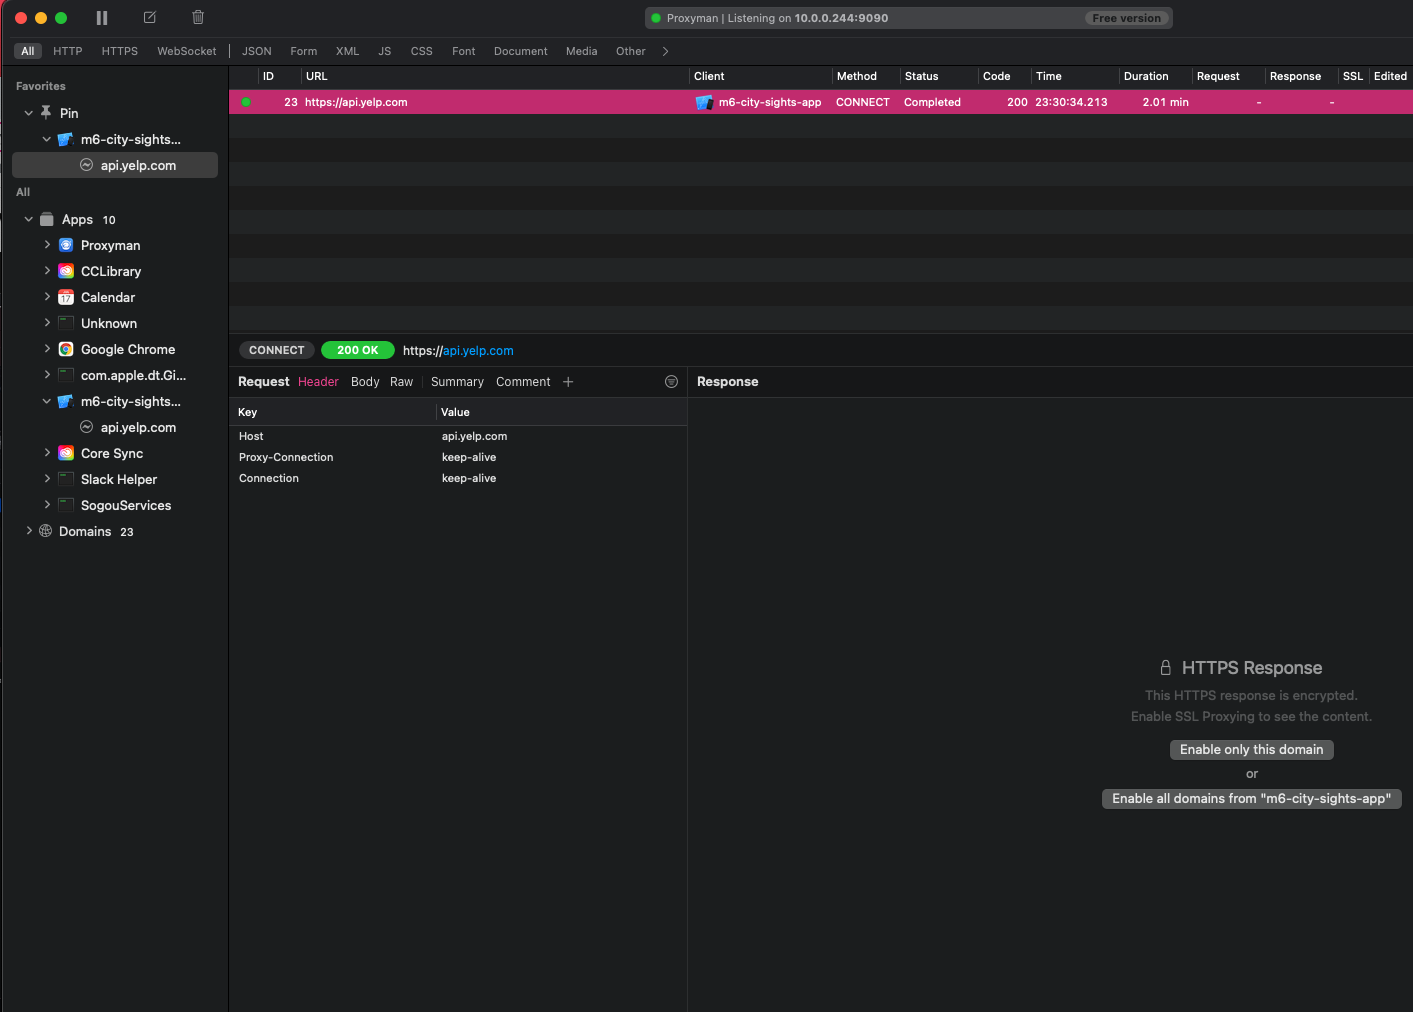 Proxyman | Listening on 10.0.0.244:9090
Free version
All HTTP HTTPS WebSocket JSON Form XML JS CSS Font Document Media Other
Favorites
Pin
m6-city-sights...
api.yelp.com
All
Apps 10
Proxyman
CCLibrary
Calendar
17
Unknown
Google Chrome
com.apple.dt.Gi...
m6-city-sights...
api.yelp.com
Core Sync
Slack Helper
SogouServices
Domains 23
ID URL Client Method Status Code Time Duration Request Response SSL Edited
23 https://api.yelp.com m6-city-sights-app CONNECT Completed 200 23:30:34.213 2.01 min - -
CONNECT 200 OK https://api.yelp.com
Request Header Body Raw Summary Comment +
Key Value
Host api.yelp.com
Proxy-Connection keep-alive
Connection keep-alive
Response
HTTPS Response
This HTTPS response is encrypted.
Enable SSL Proxying to see the content.
Enable only this domain
or
Enable all domains from "m6-city-sights-app"